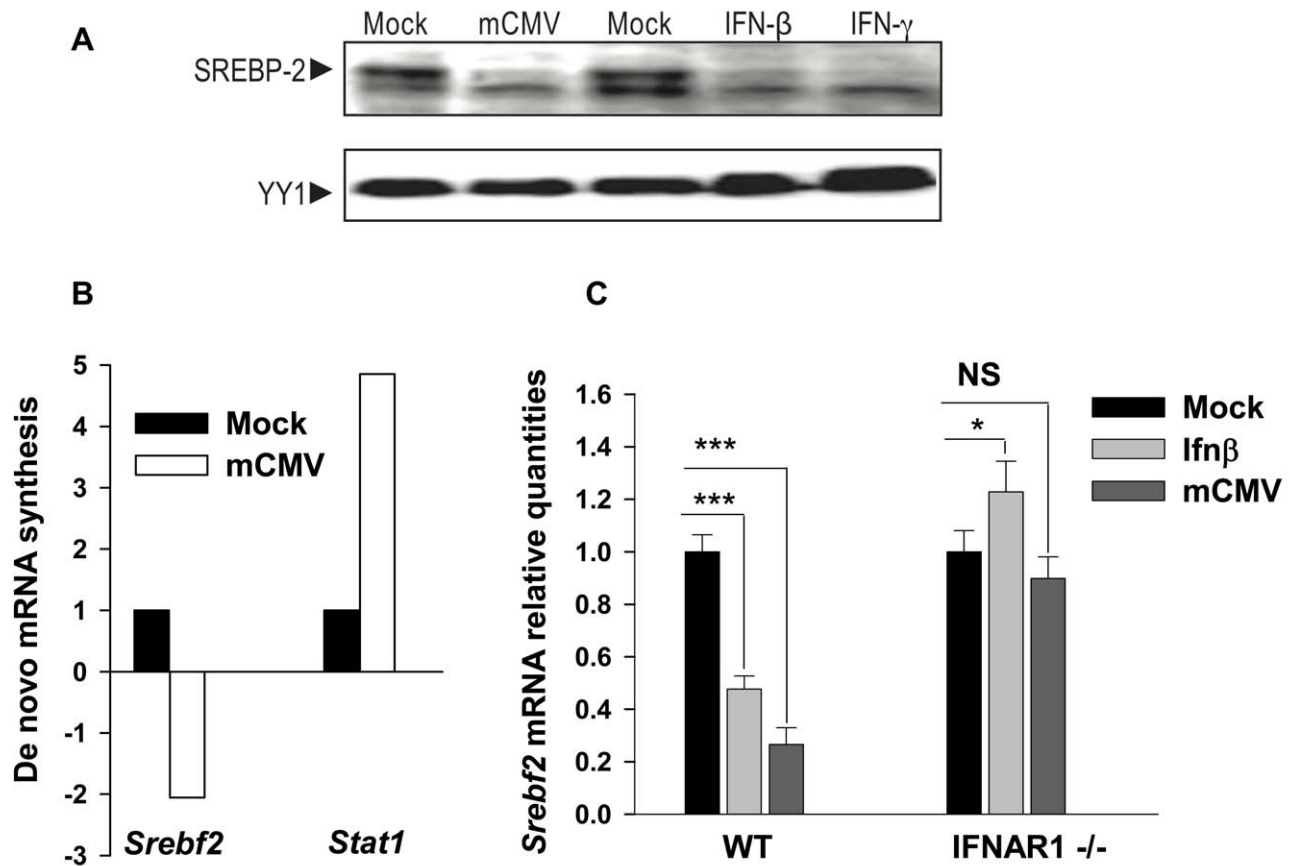 A
Mock mCMV Mock IFN-β IFN-γ
SREBP-2
YY1
B
De novo mRNA synthesis
5
4
3
2
1
0
-1
-2
-3
Mock
mCMV
Srebf2 Stat1
C
Srebf2 mRNA relative quantities
1.6
1.4
1.2
1.0
0.8
0.6
0.4
0.2
0.0
***
***
NS
*
Mock
Ifnβ
mCMV
WT IFNAR1 -/-